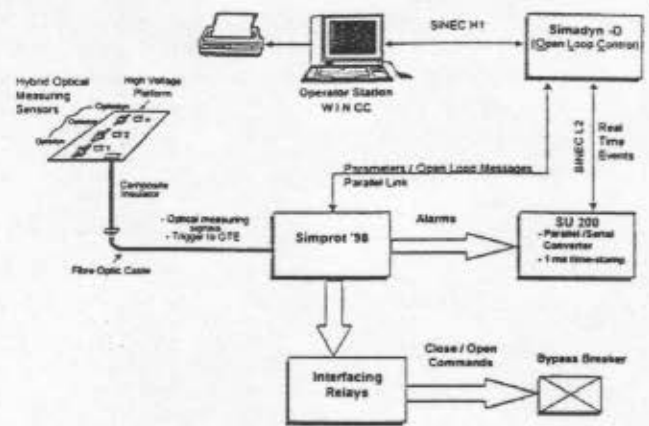 SINEC H1
Simadyn -D
(Open Loop Control)
Operator Station
WIN CC
Hybrid Optical
Measuring
Sensors
High Voltage
Platform
Optodyn
Optodyn
CT n
CT 2
CT 1
SINEC L2
Real
Time
Events
Parameters / Open Loop Messages
Parallel Link
Composite
Insulator
- Optical measuring
signals
- Trigger to OTE
Fibre Optic Cable
Simprot '98
Alarms
SU 200
- Parallel /Serial
Converter
- 1 ms time-stamp
Interfacing
Relays
Close / Open
Commands
Bypass Breaker